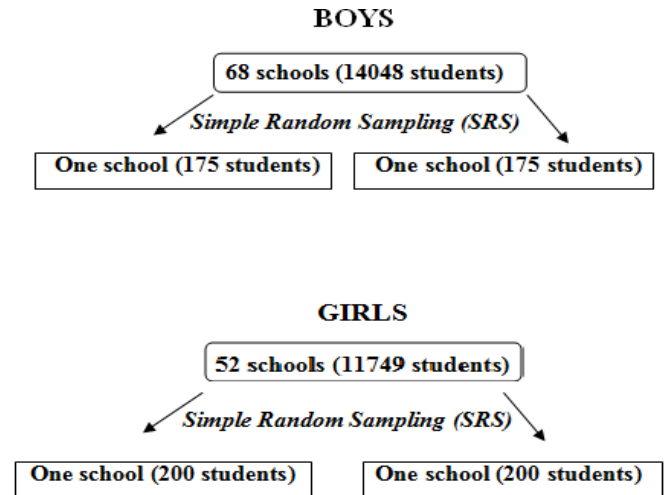 BOYS
68 schools (14048 students)
Simple Random Sampling (SRS)
One school (175 students)
One school (175 students)
GIRLS
52 schools (11749 students)
Simple Random Sampling (SRS)
One school (200 students)
One school (200 students)